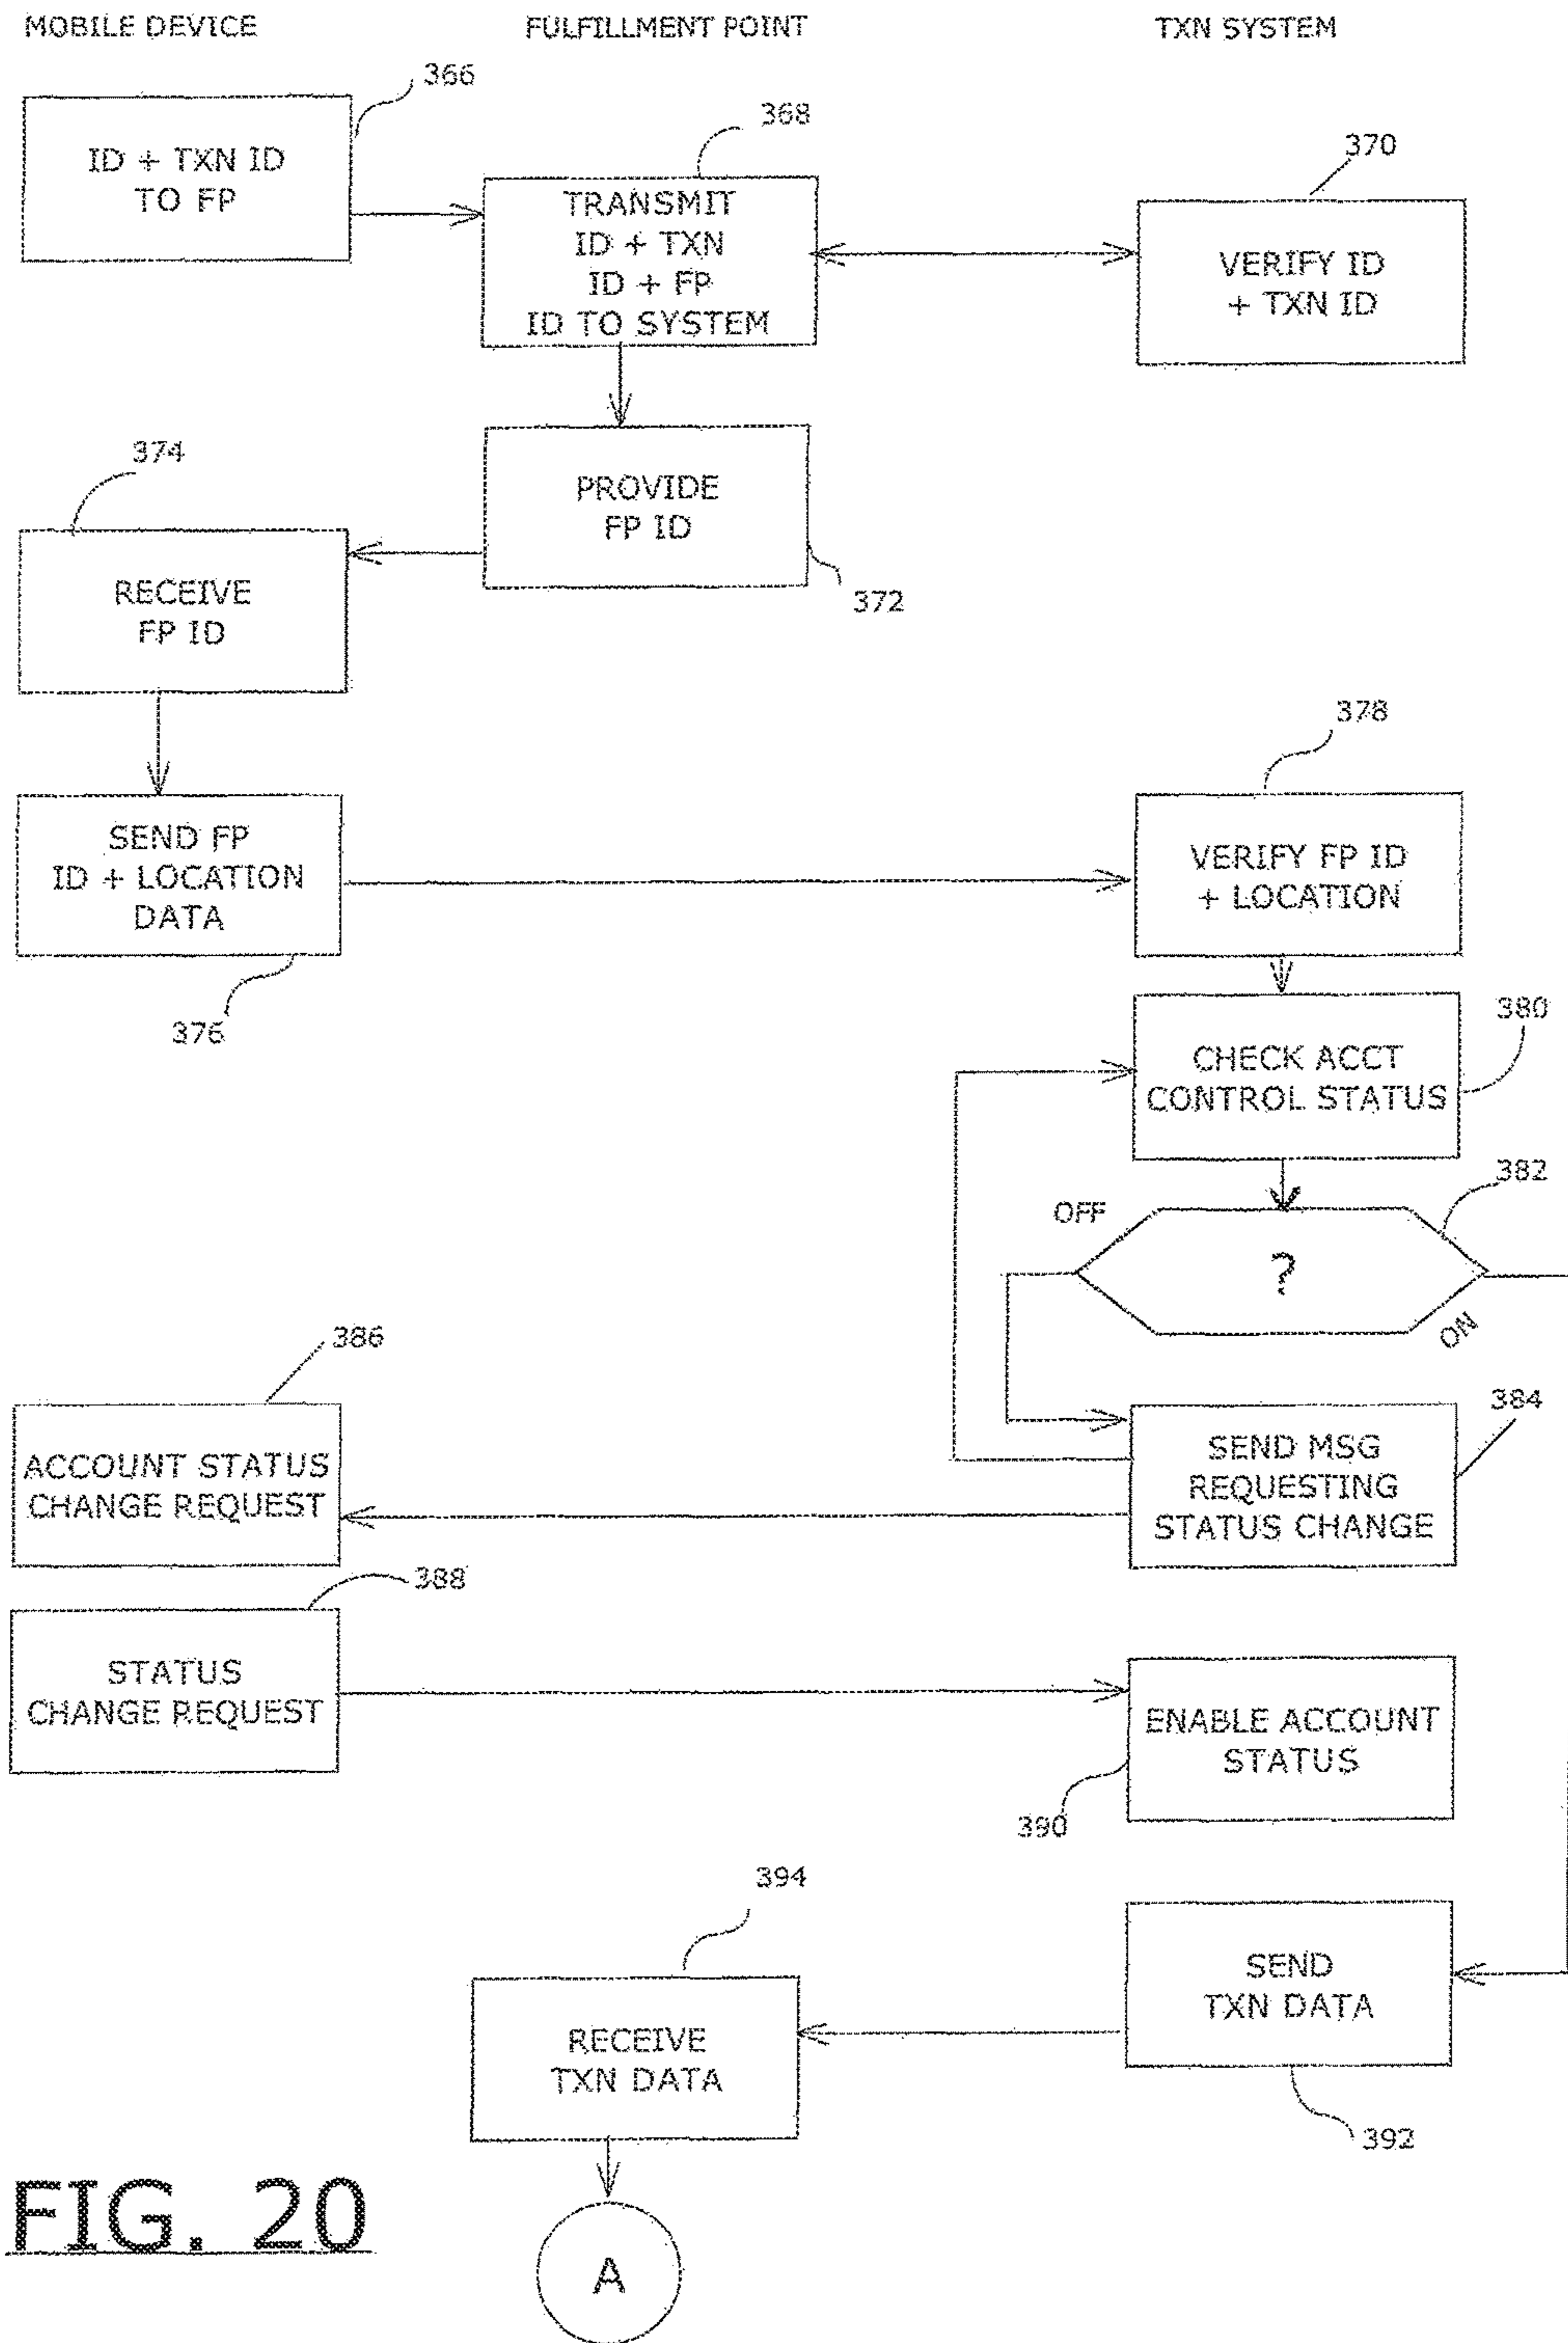 MOBILE DEVICE
FULFILLMENT POINT
TXN SYSTEM
366
ID + TXN ID
TO FP
368
TRANSMIT
ID + TXN
ID + FP
ID TO SYSTEM
370
VERIFY ID
+ TXN ID
374
RECEIVE
FP ID
PROVIDE
FP ID
372
SEND FP
ID + LOCATION
DATA
376
378
VERIFY FP ID
+ LOCATION
380
CHECK ACCT
CONTROL STATUS
382
OFF
?
ON
386
ACCOUNT STATUS
CHANGE REQUEST
384
SEND MSG
REQUESTING
STATUS CHANGE
388
STATUS
CHANGE REQUEST
ENABLE ACCOUNT
STATUS
390
394
RECEIVE
TXN DATA
SEND
TXN DATA
392
A
FIG. 20